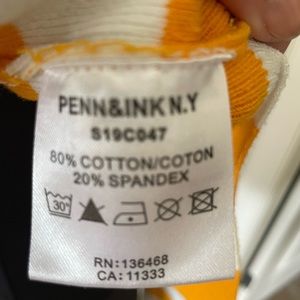 PENN&INK N.Y
S19C047
80% COTTON/COTON
20% SPANDEX
30°
RN:136468
CA:11333